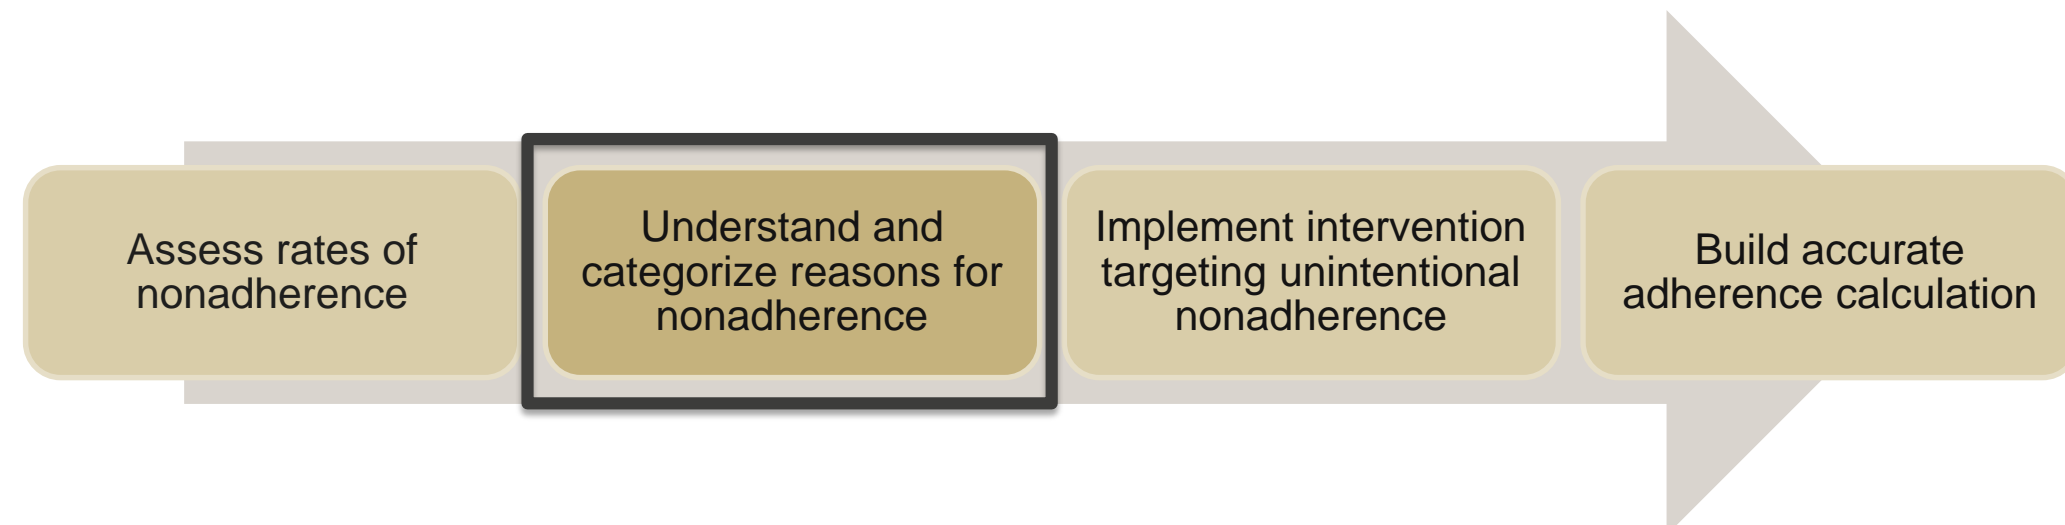 Assess rates of
nonadherence
Understand and
categorize reasons for
nonadherence
Implement intervention
targeting unintentional
nonadherence
Build accurate
adherence calculation